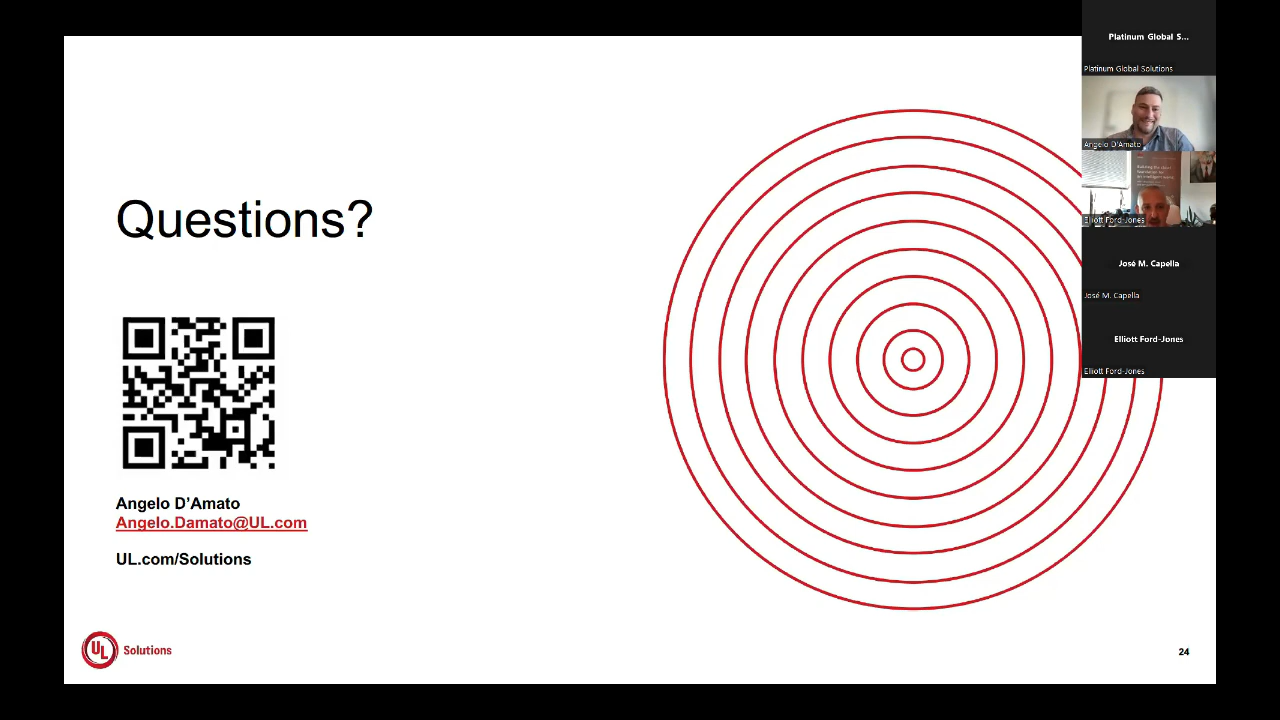 Questions?
Angelo D’Amato
Angelo.Damato@UL.com
UL.com/Solutions
UL Solutions
24
Platinum Global S...
Platinum Global Solutions
Angelo D'Amato
Elliott Ford-Jones
José M. Capella
José M. Capella
Elliott Ford-Jones
Elliott Ford-Jones